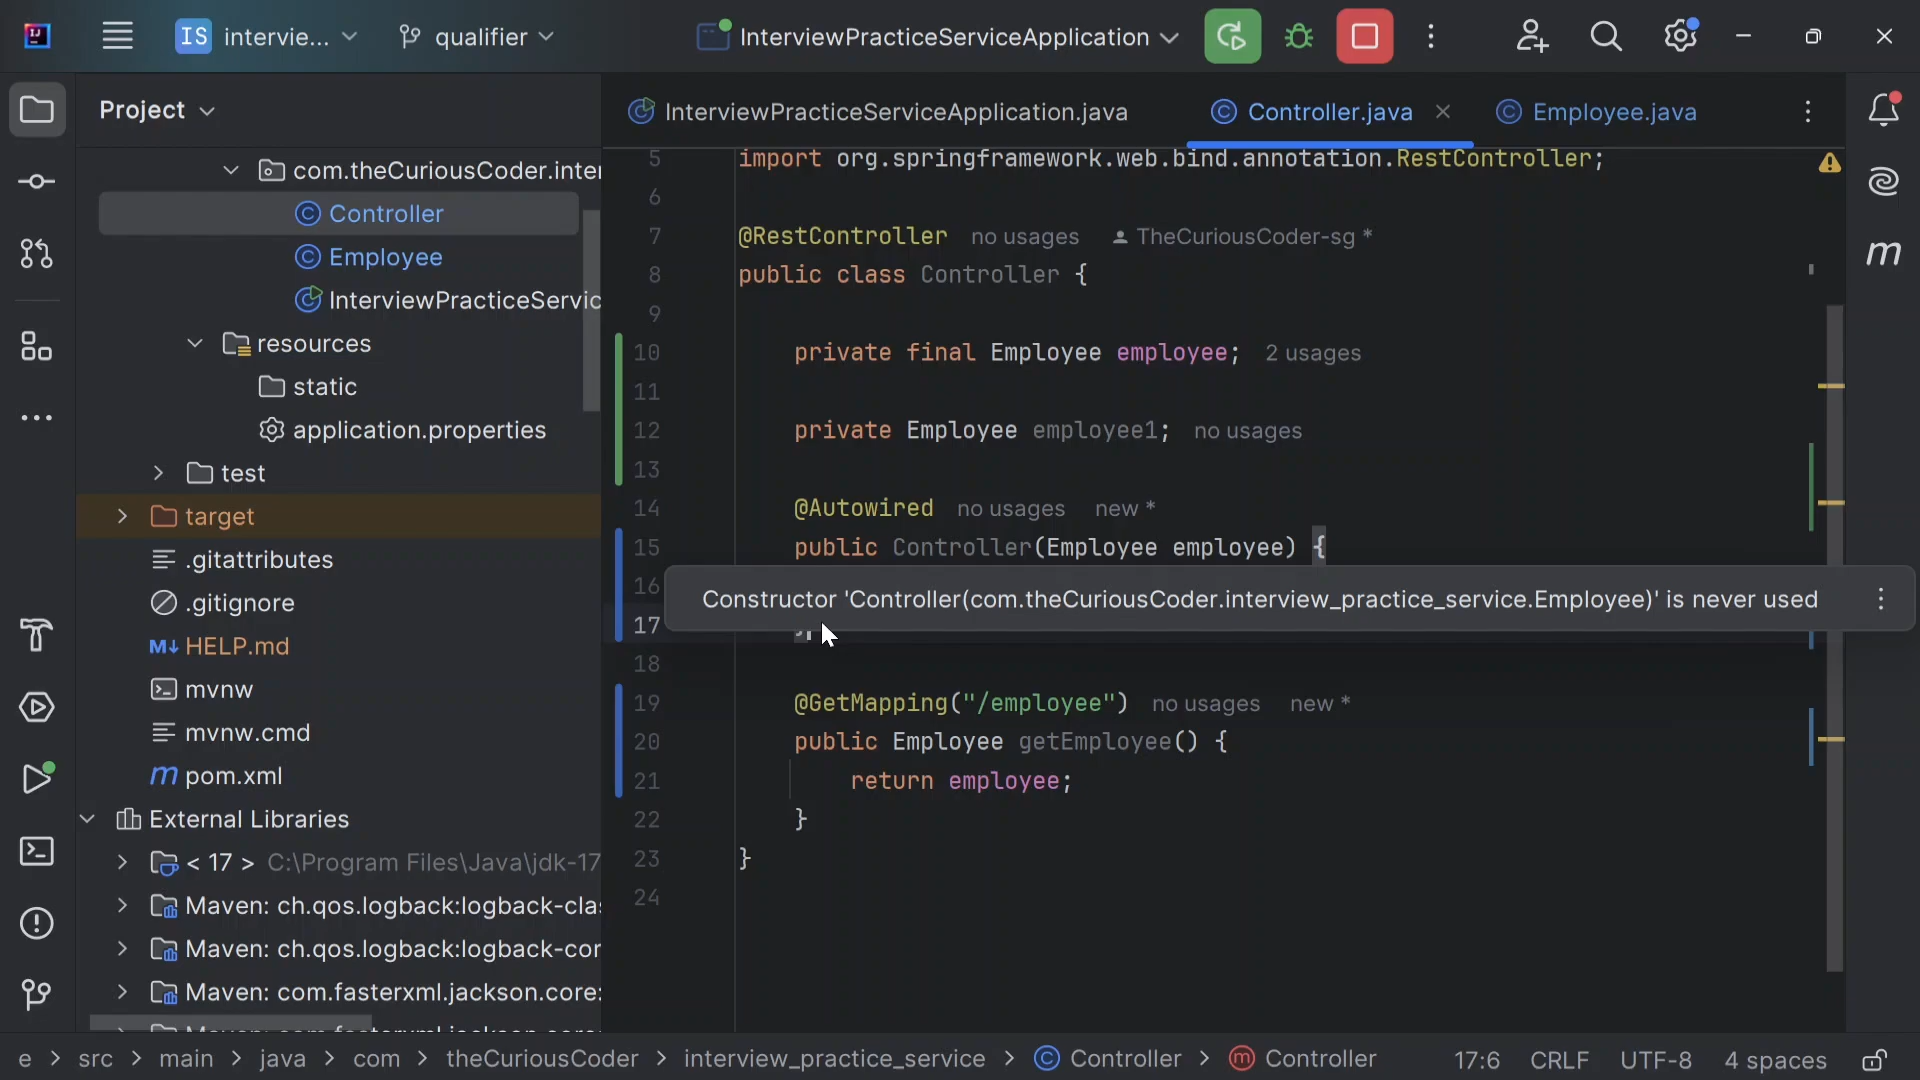 IS intervie...
qualifier
InterviewPracticeServiceApplication
Project
InterviewPracticeServiceApplication.java
Controller.java
Employee.java
com.theCuriousCoder.inter
Controller
Employee
InterviewPracticeServic
resources
static
application.properties
test
target
.gitattributes
.gitignore
M↓ HELP.md
mvnw
mvnw.cmd
m pom.xml
External Libraries
< 17 > C:\Program Files\Java\jdk-17
Maven: ch.qos.logback:logback-cla
Maven: ch.qos.logback:logback-cor
Maven: com.fasterxml.jackson.core:
5 import org.springframework.web.bind.annotation.RestController;
6
7 @RestController no usages TheCuriousCoder-sg *
8 public class Controller {
9
10 private final Employee employee; 2 usages
11
12 private Employee employee1; no usages
13
14 @Autowired no usages new *
15 public Controller(Employee employee) {
16
Constructor 'Controller(com.theCuriousCoder.interview_practice_service.Employee)' is never used
17 }
18
19 @GetMapping("/employee") no usages new *
20 public Employee getEmployee() {
21 return employee;
22 }
23 }
24
e > src > main > java > com > theCuriousCoder > interview_practice_service > Controller > Controller
17:6 CRLF UTF-8 4 spaces